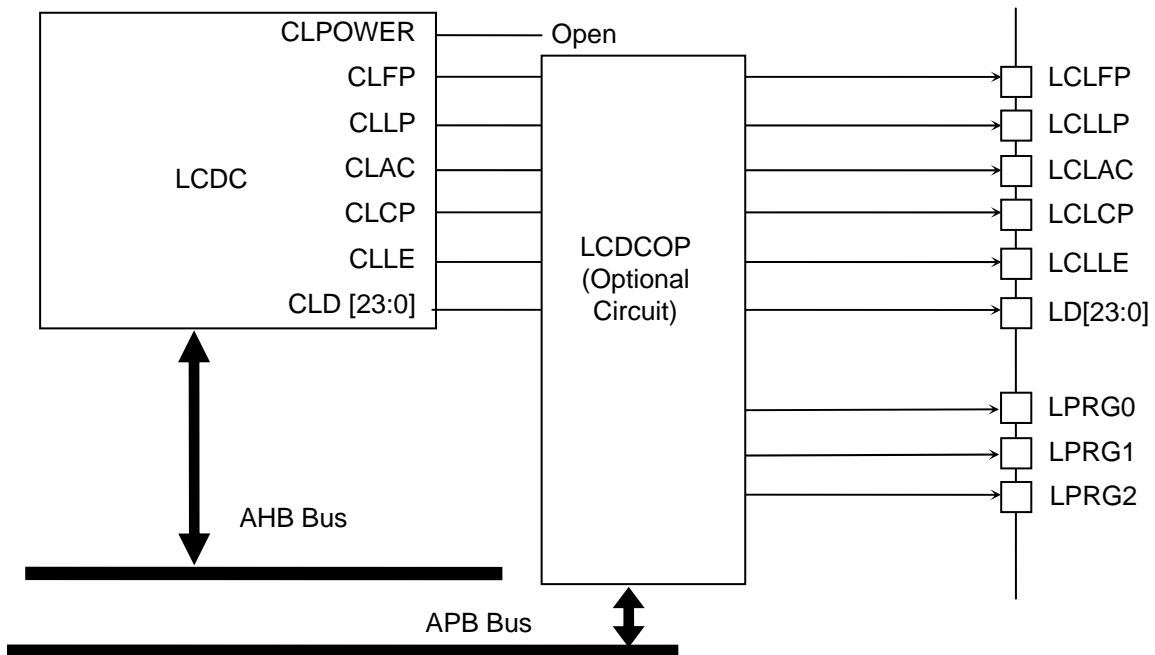 CLPOWER
Open
CLFP
CLLP
CLAC
CLCP
CLLE
CLD [23:0]
LCDC
LCDCOP
(Optional
Circuit)
LCLFP
LCLLP
LCLAC
LCLCP
LCLLE
LD[23:0]
LPRG0
LPRG1
LPRG2
AHB Bus
APB Bus